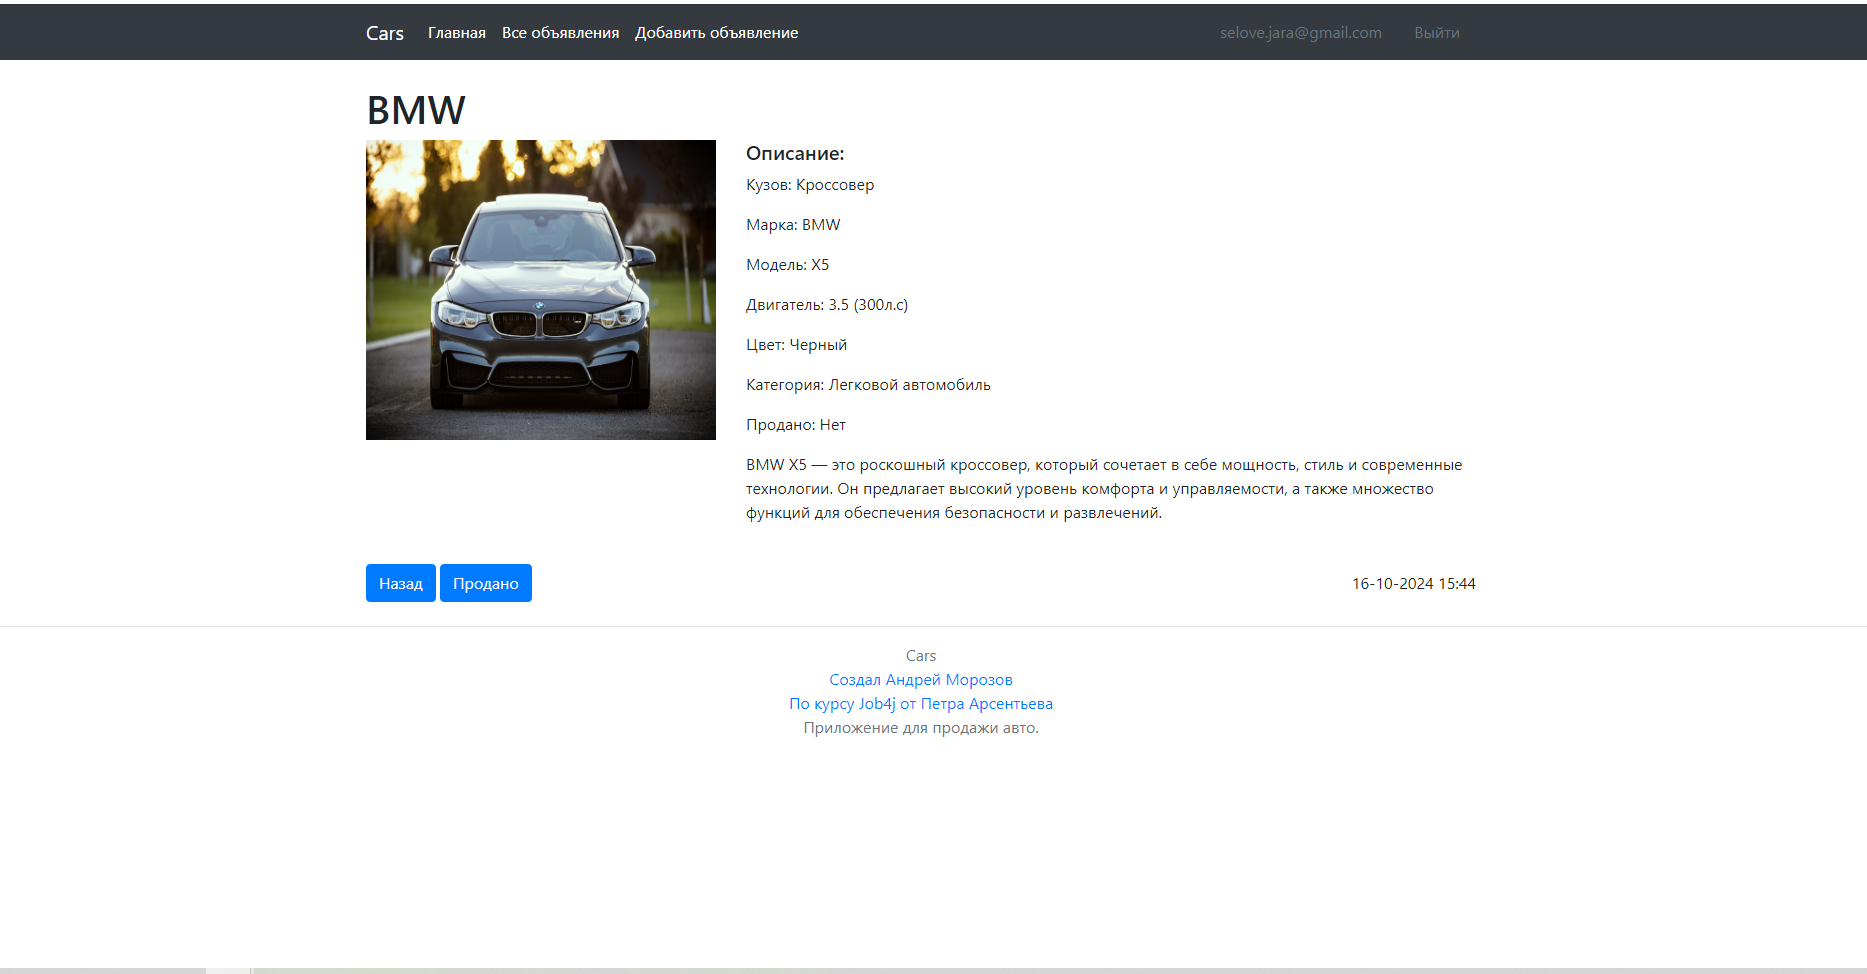 Cars Главная Все объявления Добавить объявление selove.jara@gmail.com Выйти
BMW
Описание:
Кузов: Кроссовер
Марка: BMW
Модель: X5
Двигатель: 3.5 (300л.с)
Цвет: Черный
Категория: Легковой автомобиль
Продано: Нет
BMW X5 — это роскошный кроссовер, который сочетает в себе мощность, стиль и современные
технологии. Он предлагает высокий уровень комфорта и управляемости, а также множество
функций для обеспечения безопасности и развлечений.
Назад Продано 16-10-2024 15:44
Cars
Создал Андрей Морозов
По курсу Job4j от Петра Арсентьева
Приложение для продажи авто.